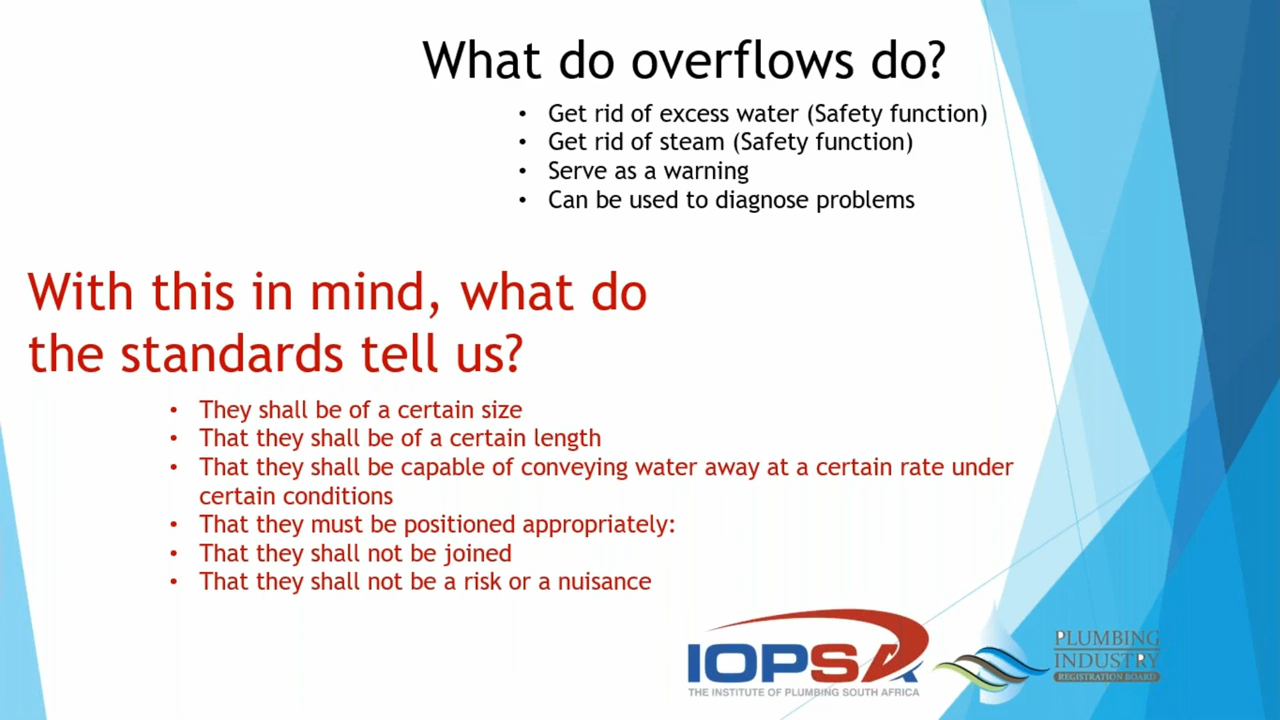 What do overflows do?
• Get rid of excess water (Safety function)
• Get rid of steam (Safety function)
• Serve as a warning
• Can be used to diagnose problems
With this in mind, what do
the standards tell us?
• They shall be of a certain size
• That they shall be of a certain length
• That they shall be capable of conveying water away at a certain rate under
certain conditions
• That they must be positioned appropriately:
• That they shall not be joined
• That they shall not be a risk or a nuisance
IOPSA
THE INSTITUTE OF PLUMBING SOUTH AFRICA
PLUMBING
INDUSTRY
REGISTRATION BOARD